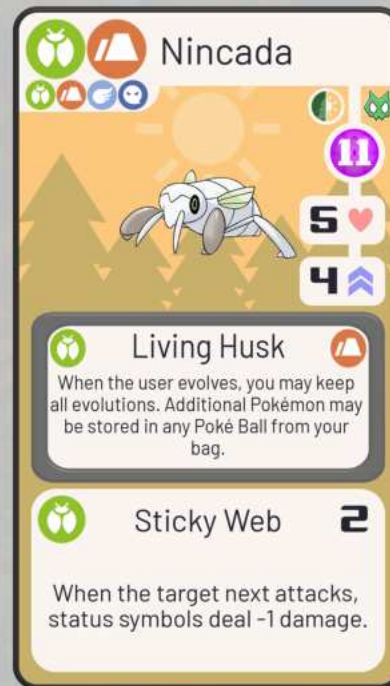 Nincada
11
5
4
Living Husk
When the user evolves, you may keep
all evolutions. Additional Pokémon may
be stored in any Poké Ball from your
bag.
Sticky Web 2
When the target next attacks,
status symbols deal -1 damage.